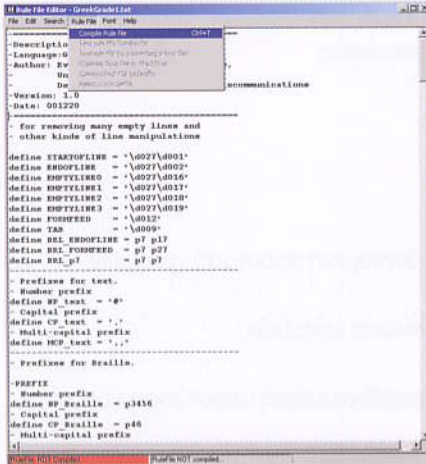 Rule File Editor - GreekGrade1.txt
File Edit Search Rule File Font Help
Compile Rule file Ctrl+T
-Descriptio
-Language:G
-Author: Ev
Un
De ecommunications
-Version: 1.0
-Date: 001220
- for removing many empty lines and
- other kinds of line manipulations
define STARTOFLINE = '\d027\d001'
define ENDOFLINE = '\d027\d002'
define EMPTYLINE0 = '\d027\d016'
define EMPTYLINE1 = '\d027\d017'
define EMPTYLINE2 = '\d027\d018'
define EMPTYLINE3 = '\d027\d019'
define FORMFEED = '\d012'
define TAB = '\d009'
define BRL_ENDOFLINE = p7 p17
define BRL_FORMFEED = p7 p27
define BRL_p7 = p7 p7
- Prefixes for text.
- Number prefix
define NP_text = '#'
- Capital prefix
define CP_text = '.'
- Multi-capital prefix
define MCP_text = '..'
- Prefixes for Braille.
-PREFIX
- Number prefix
define NP_Braille = p3456
- Capital prefix
define CP_Braille = p46
- Multi-capital prefix
RuleFile NOT Compiled... RuleFile NOT compiled...